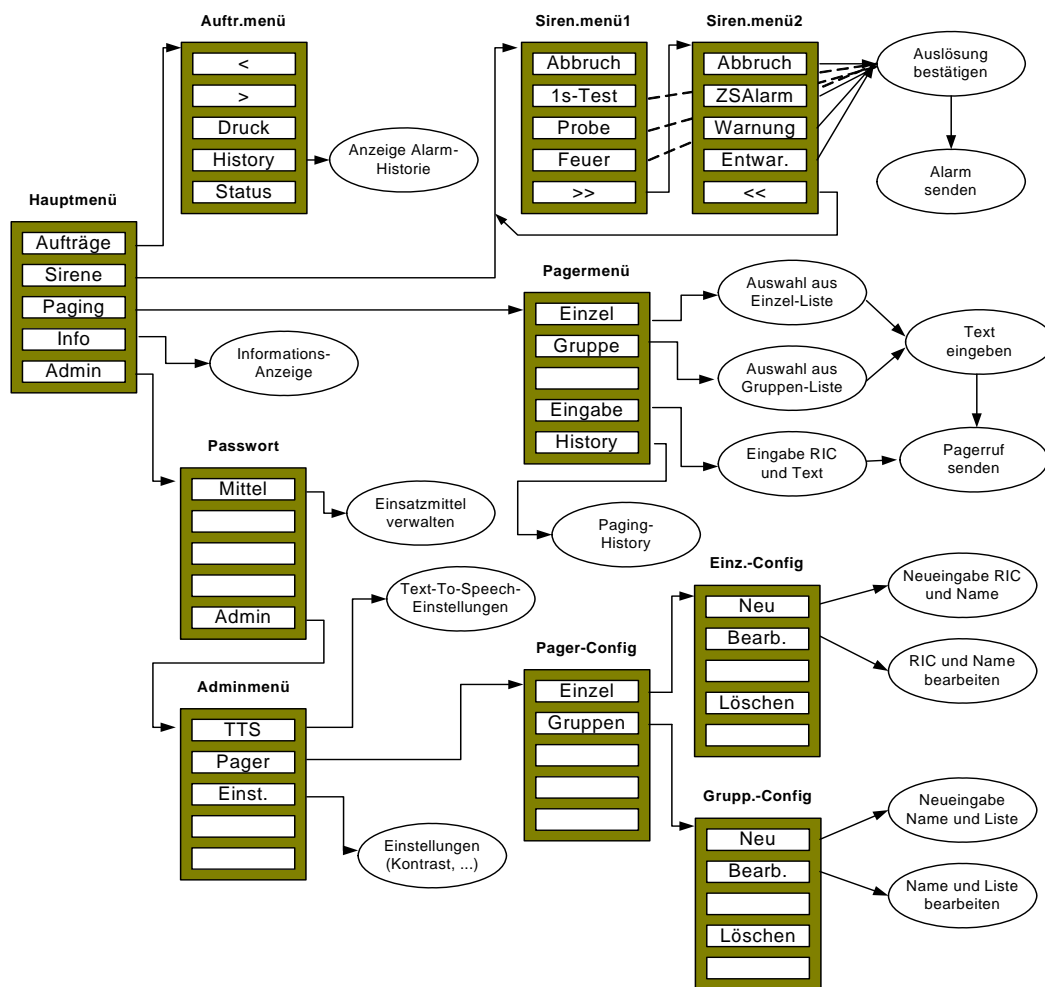 Auftr.menü
<
>
Druck
History
Status
Anzeige Alarm-
Historie
Siren.menü1
Abbruch
1s-Test
Probe
Feuer
>>
Siren.menü2
Abbruch
ZSAlarm
Warnung
Entwar.
<<
Auslösung
bestätigen
Alarm
senden
Hauptmenü
Aufträge
Sirene
Paging
Info
Admin
Informations-
Anzeige
Pagermenü
Einzel
Gruppe
Eingabe
History
Auswahl aus
Einzel-Liste
Auswahl aus
Gruppen-Liste
Text
eingeben
Eingabe RIC
und Text
Pagerruf
senden
Paging-
History
Passwort
Mittel
Admin
Einsatzmittel
verwalten
Text-To-Speech-
Einstellungen
Adminmenü
TTS
Pager
Einst.
Einstellungen
(Kontrast, ...)
Pager-Config
Einzel
Gruppen
Einz.-Config
Neu
Bearb.
Löschen
Neueingabe RIC
und Name
RIC und Name
bearbeiten
Grupp.-Config
Neu
Bearb.
Löschen
Neueingabe
Name und Liste
Name und Liste
bearbeiten